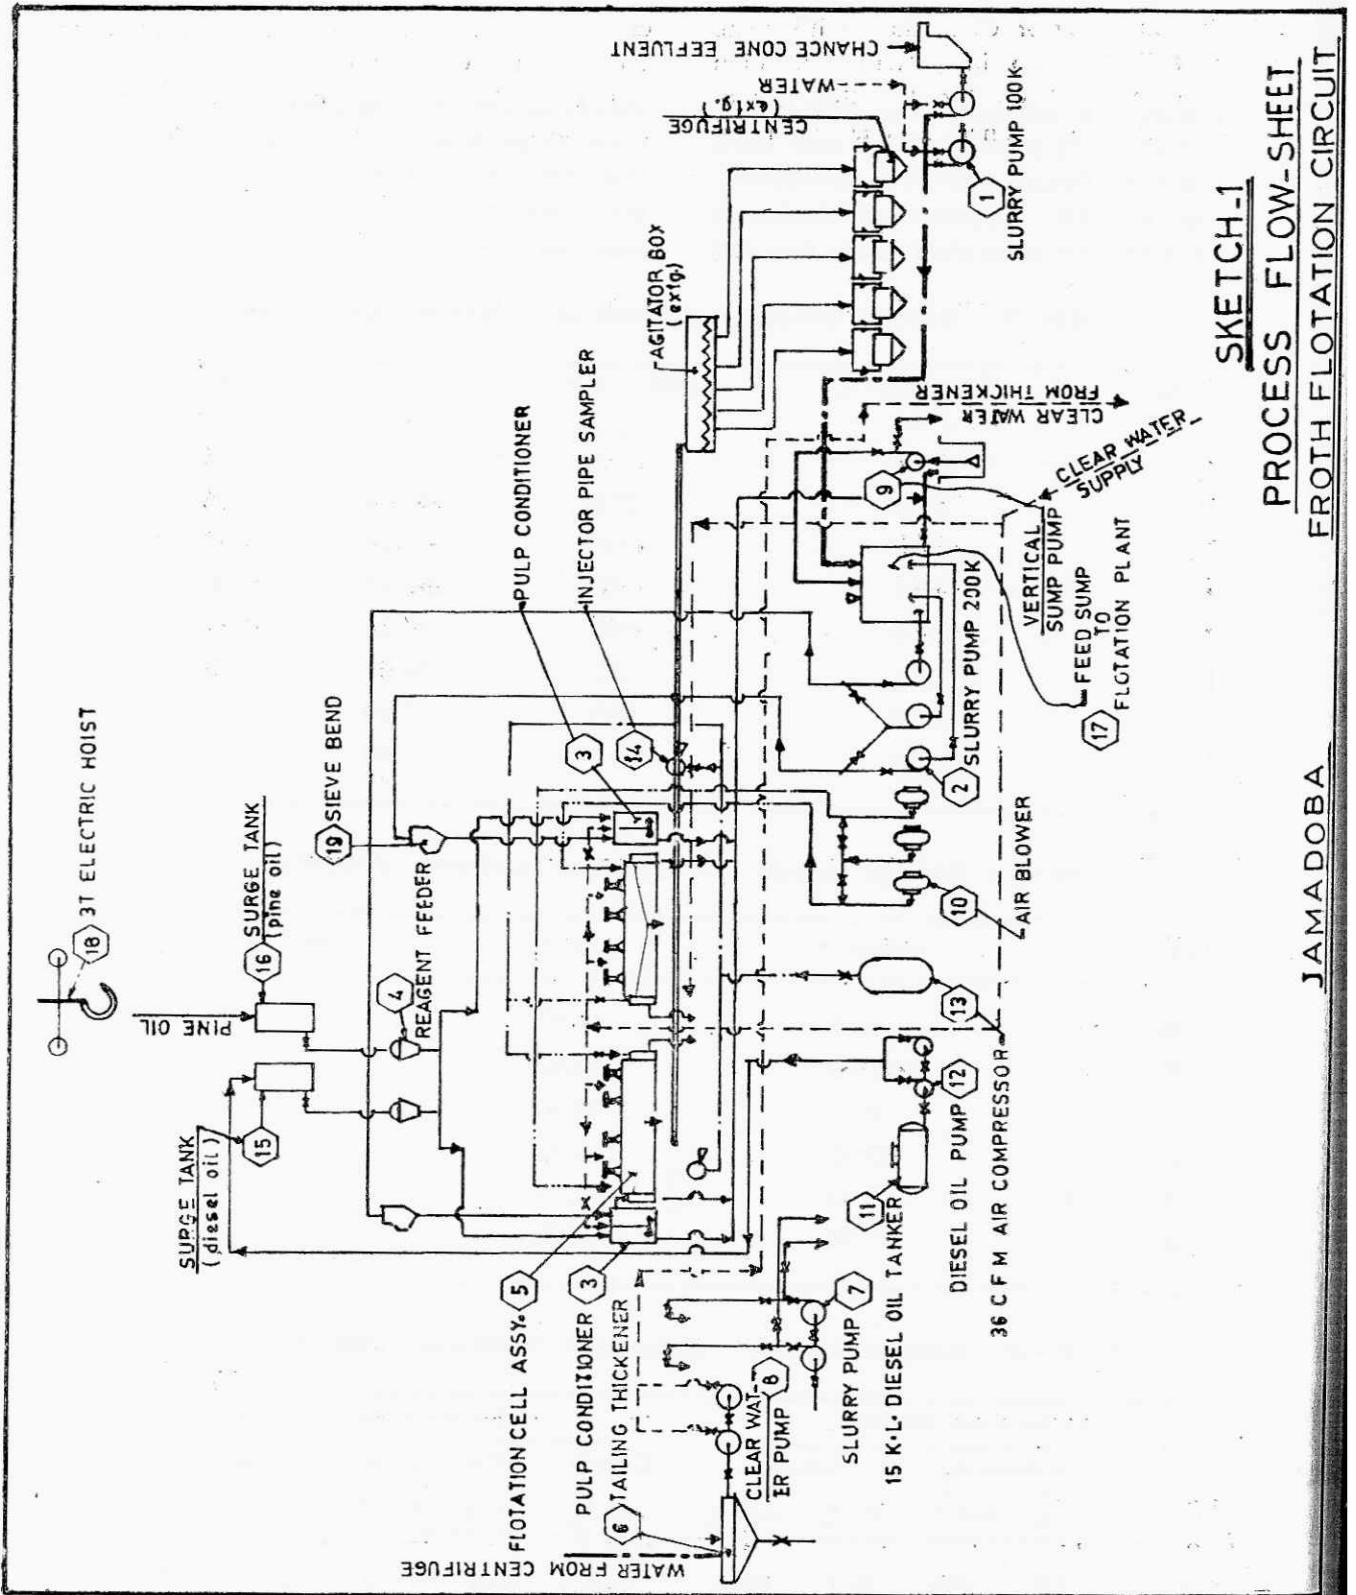 CHANCE CONE EEFLUENT
WATER
CENTRIFUGE
(exfg.)
1
SLURRY PUMP 100K
AGITATOR BOX
(exfg.)
CLEAR WATER
FROM THICKENER
CLEAR WATER
SUPPLY
9
VERTICAL
SUMP PUMP
FEED SUMP
TO
FLOTATION PLANT
17
SLURRY PUMP 200K
2
PULP CONDITIONER
3
INJECTOR PIPE SAMPLER
14
3T ELECTRIC HOIST
18
SIEVE BEND
19
SURGE TANK
(pine oil)
16
PINE OIL
REAGENT FEEDER
4
SURGE TANK
(diesel oil)
15
AIR BLOWER
10
13
36 C F M AIR COMPRESSOR
DIESEL OIL PUMP
12
15 K.L. DIESEL OIL TANKER
11
SLURRY PUMP
7
CLEAR WAT-
ER PUMP
8
FLOTATION CELL ASSY.
5
PULP CONDITIONER
3
TAILING THICKENER
6
WATER FROM CENTRIFUGE
SKETCH-1
PROCESS FLOW-SHEET
FROTH FLOTATION CIRCUIT
JAMADOBA